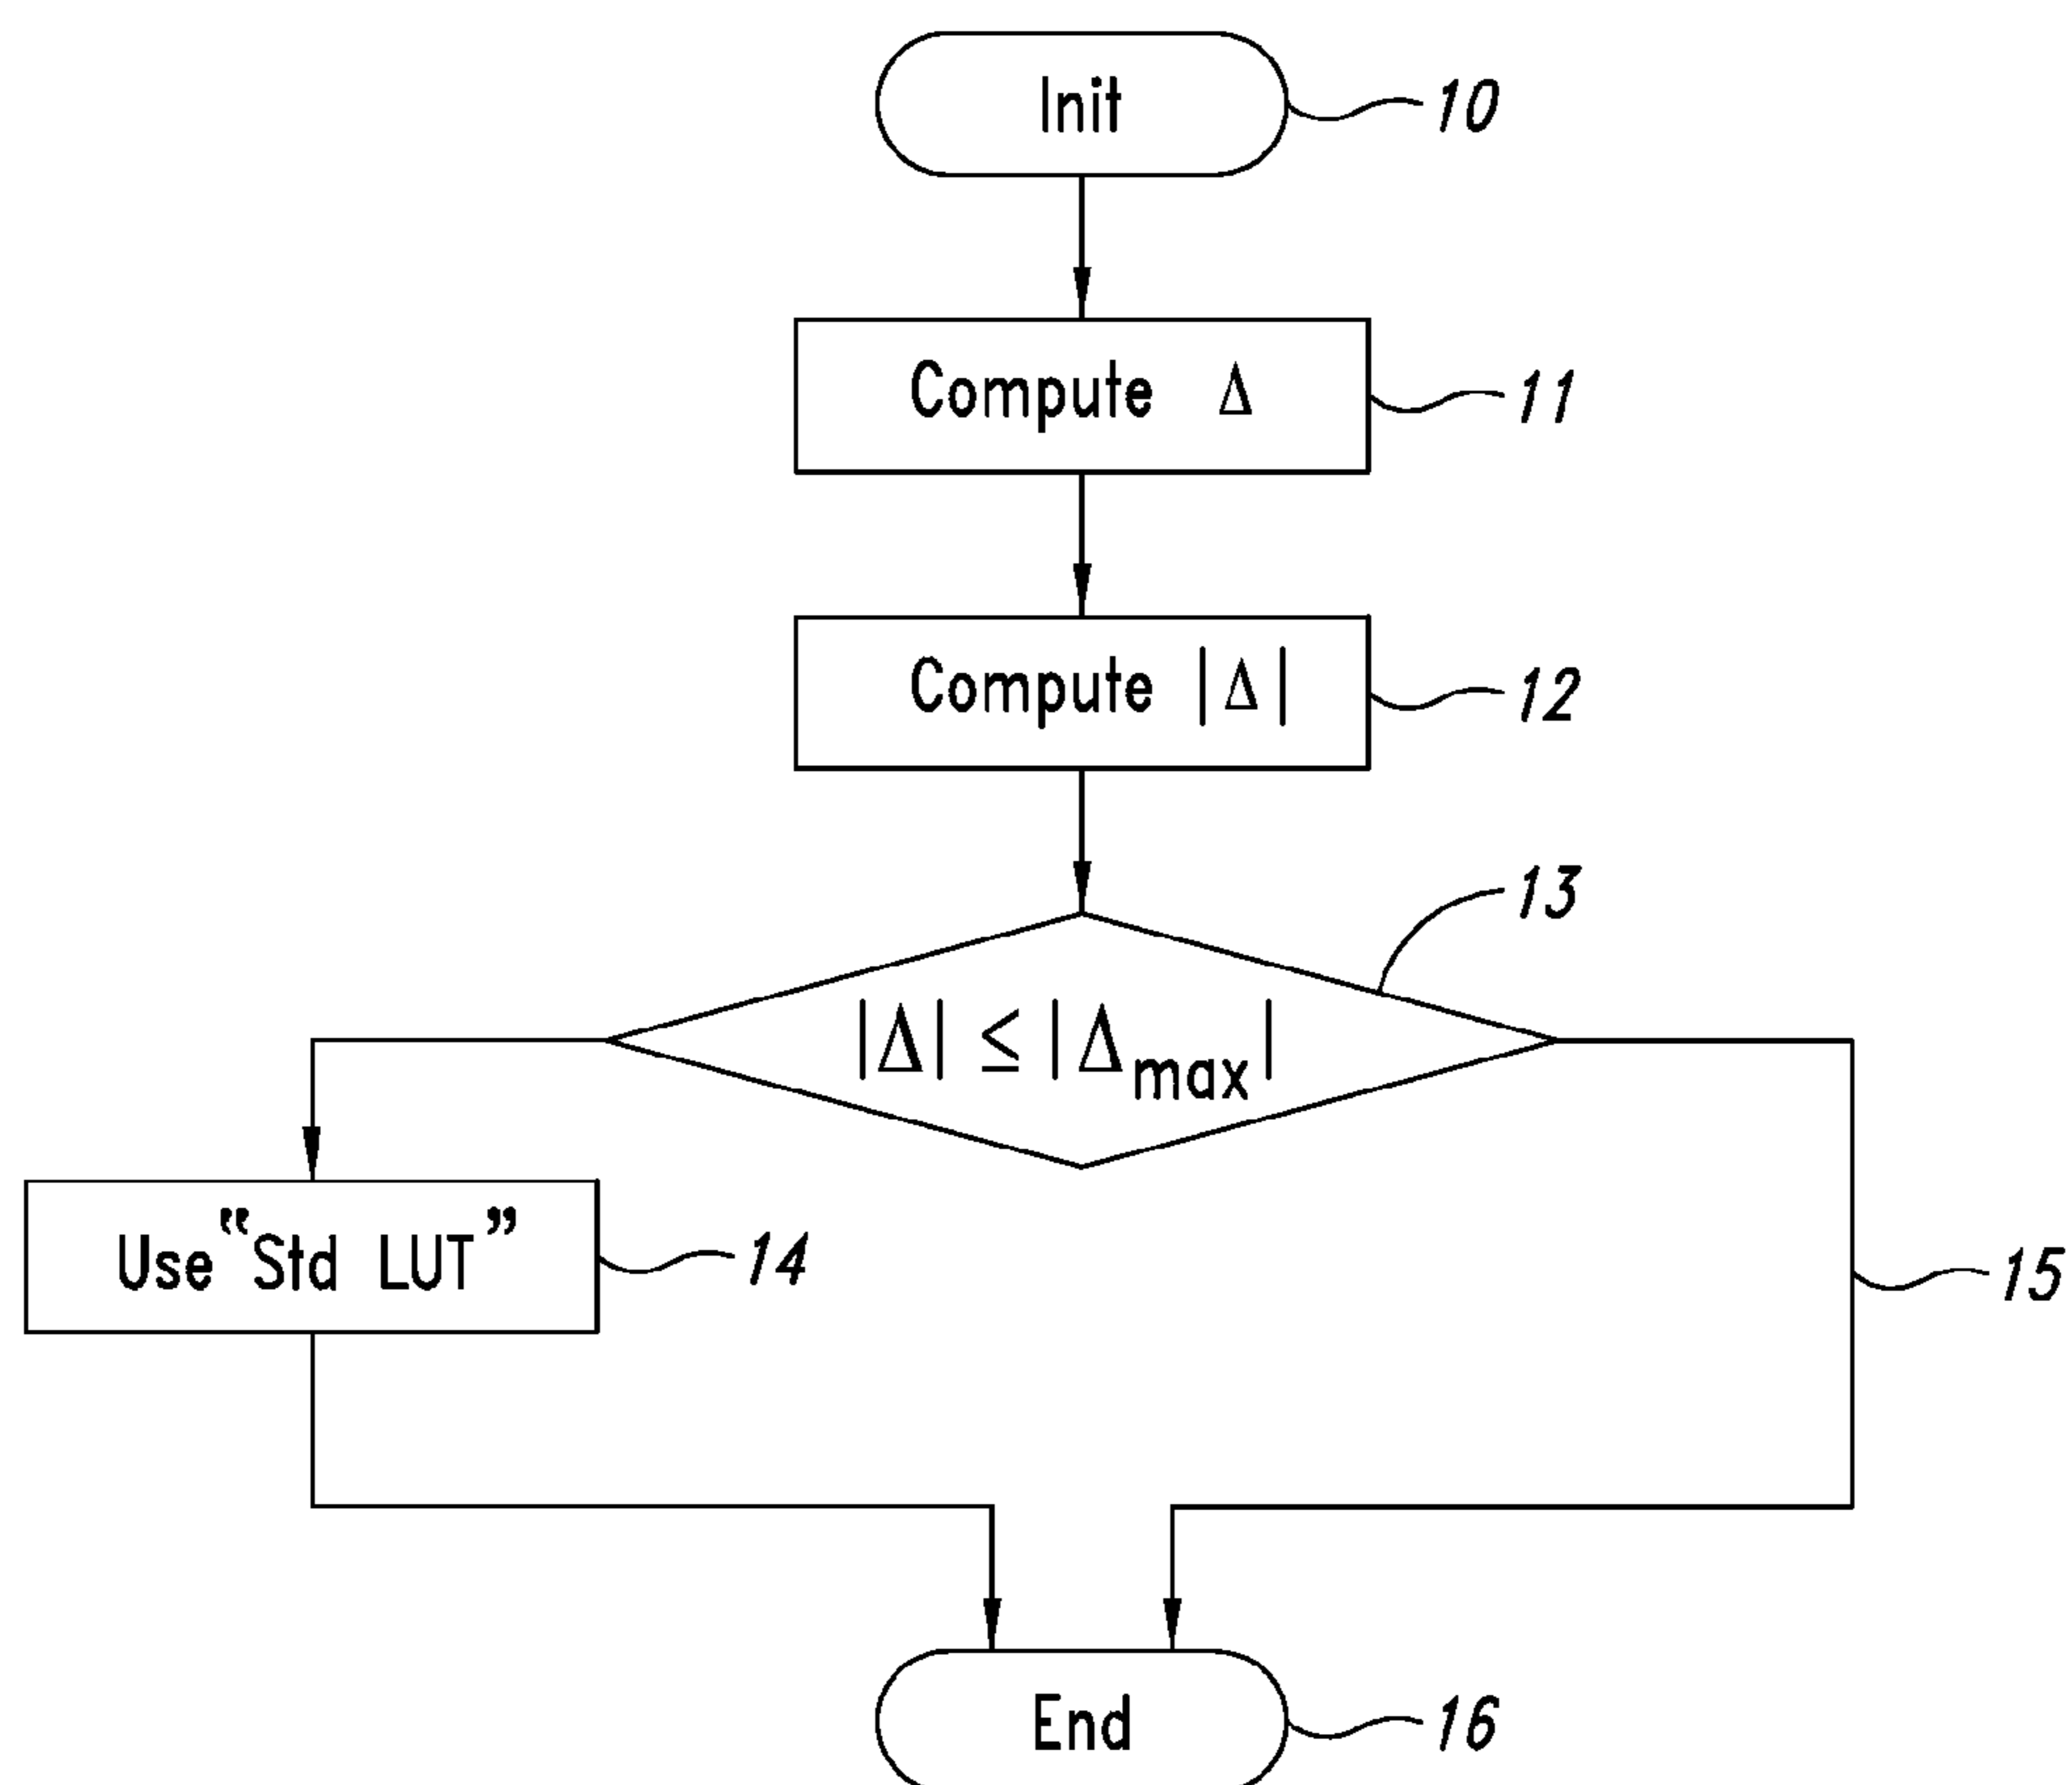 Init
10
Compute Δ
11
Compute |Δ|
12
13
|Δ| ≤ |Δmax|
Use “Std LUT”
14
15
End
16